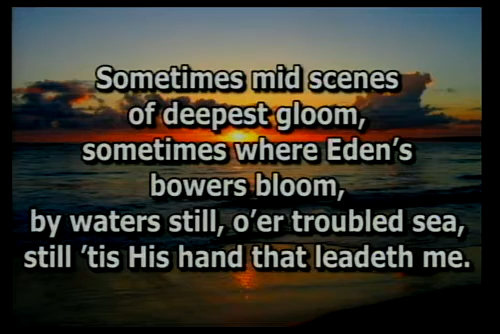 Sometimes mid scenes
of deepest gloom,
sometimes where Eden’s
bowers bloom,
by waters still, o’er troubled sea,
still ’tis His hand that leadeth me.